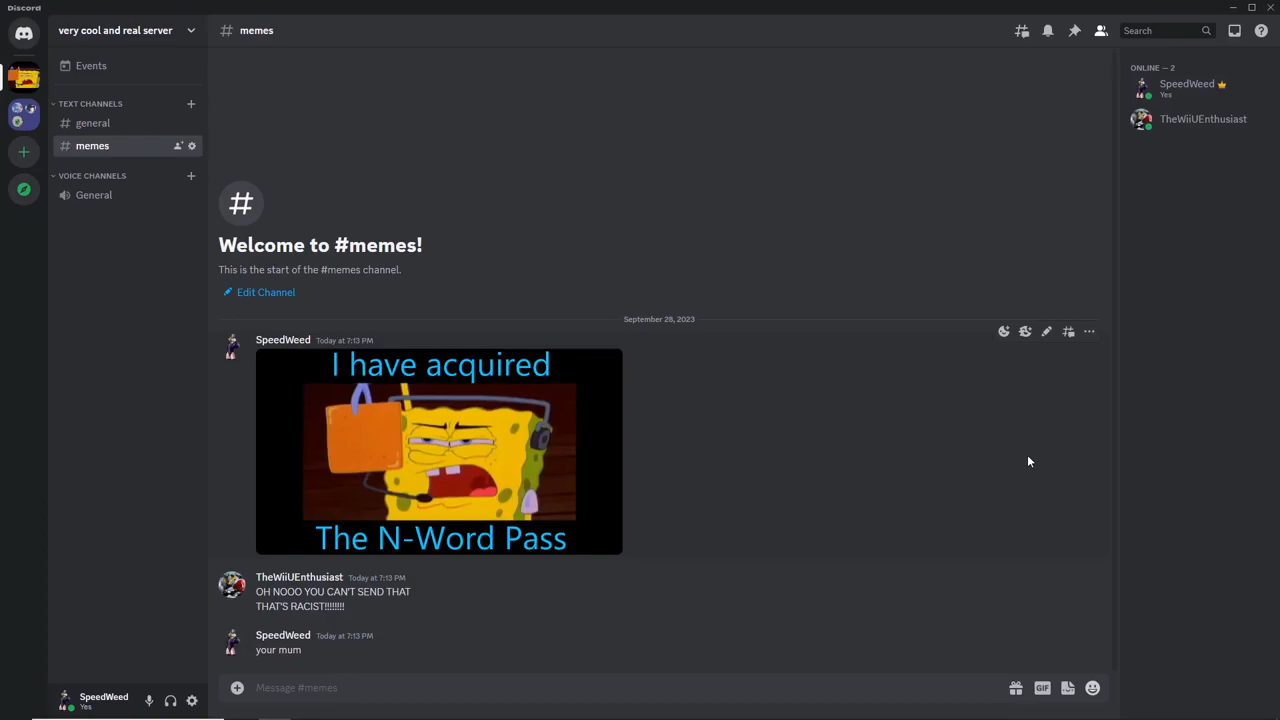 Discord
very cool and real server
memes
Search
Events
TEXT CHANNELS
general
memes
VOICE CHANNELS
General
Welcome to #memes!
This is the start of the #memes channel.
Edit Channel
September 28, 2023
SpeedWeed Today at 7:13 PM
I have acquired
The N-Word Pass
TheWiiUEnthusiast Today at 7:13 PM
OH NOOO YOU CAN'T SEND THAT
THAT'S RACIST!!!!!!!!
SpeedWeed Today at 7:13 PM
your mum
Message #memes
GIF
SpeedWeed
Yes
ONLINE — 2
SpeedWeed
Yes
TheWiiUEnthusiast